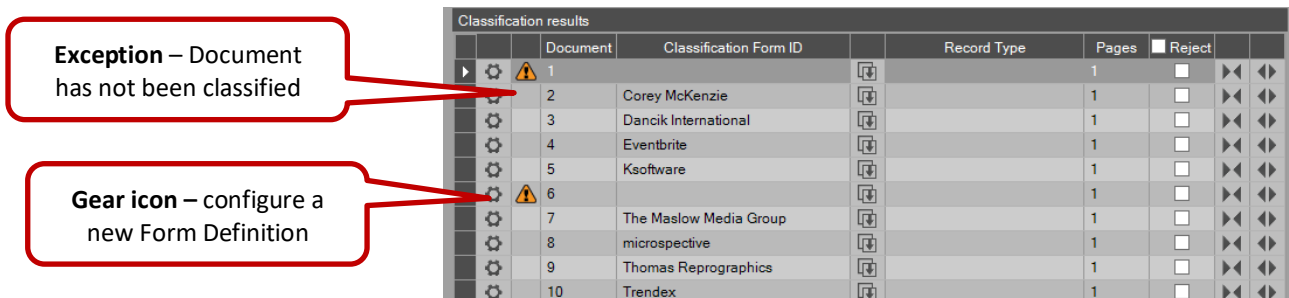 Exception – Document
has not been classified
Gear icon – configure a
new Form Definition
Classification results
Document Classification Form ID Record Type Pages Reject
1 1
2 Corey McKenzie 1
3 Dancik International 1
4 Eventbrite 1
5 Ksoftware 1
6 1
7 The Maslow Media Group 1
8 microspective 1
9 Thomas Reprographics 1
10 Trendex 1